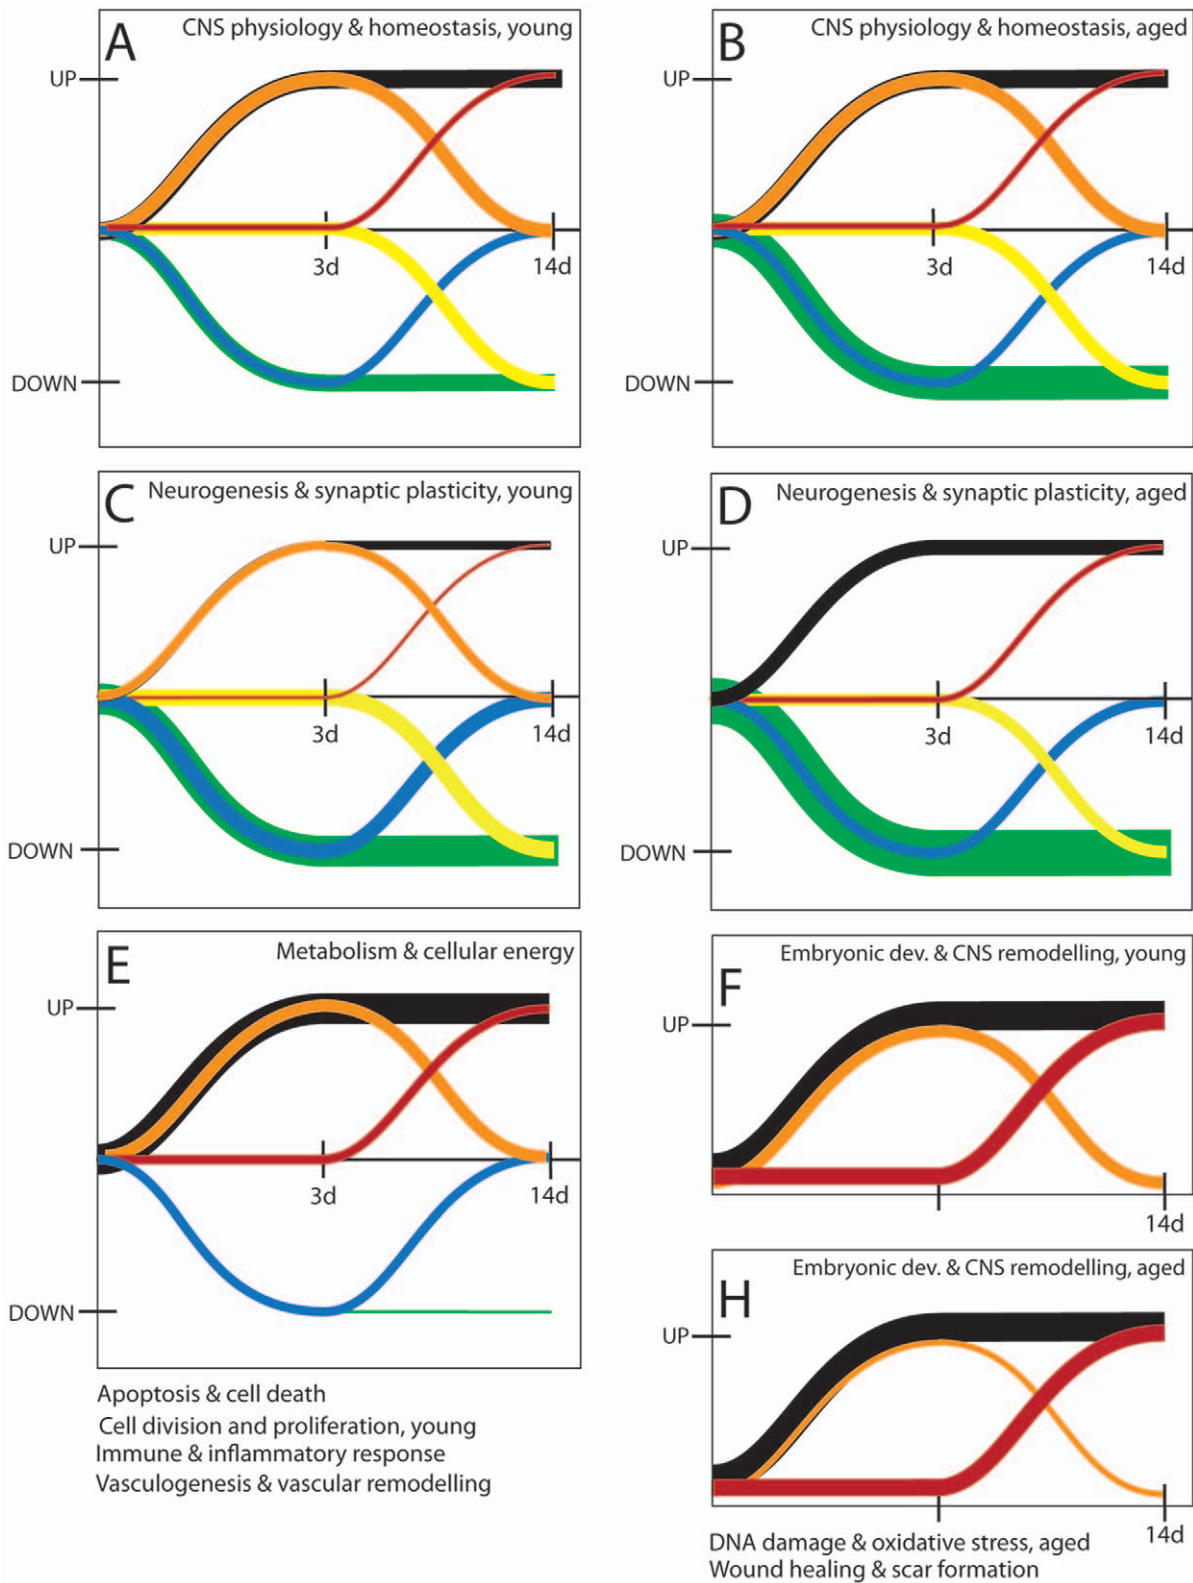 A
CNS physiology & homeostasis, young
UP
3d
14d
DOWN
B
CNS physiology & homeostasis, aged
UP
3d
14d
DOWN
C
Neurogenesis & synaptic plasticity, young
UP
3d
14d
DOWN
D
Neurogenesis & synaptic plasticity, aged
UP
3d
14d
DOWN
E
Metabolism & cellular energy
UP
3d
14d
DOWN
Apoptosis & cell death
Cell division and proliferation, young
Immune & inflammatory response
Vasculogenesis & vascular remodelling
F
Embryonic dev. & CNS remodelling, young
UP
14d
H
Embryonic dev. & CNS remodelling, aged
UP
14d
DNA damage & oxidative stress, aged
Wound healing & scar formation